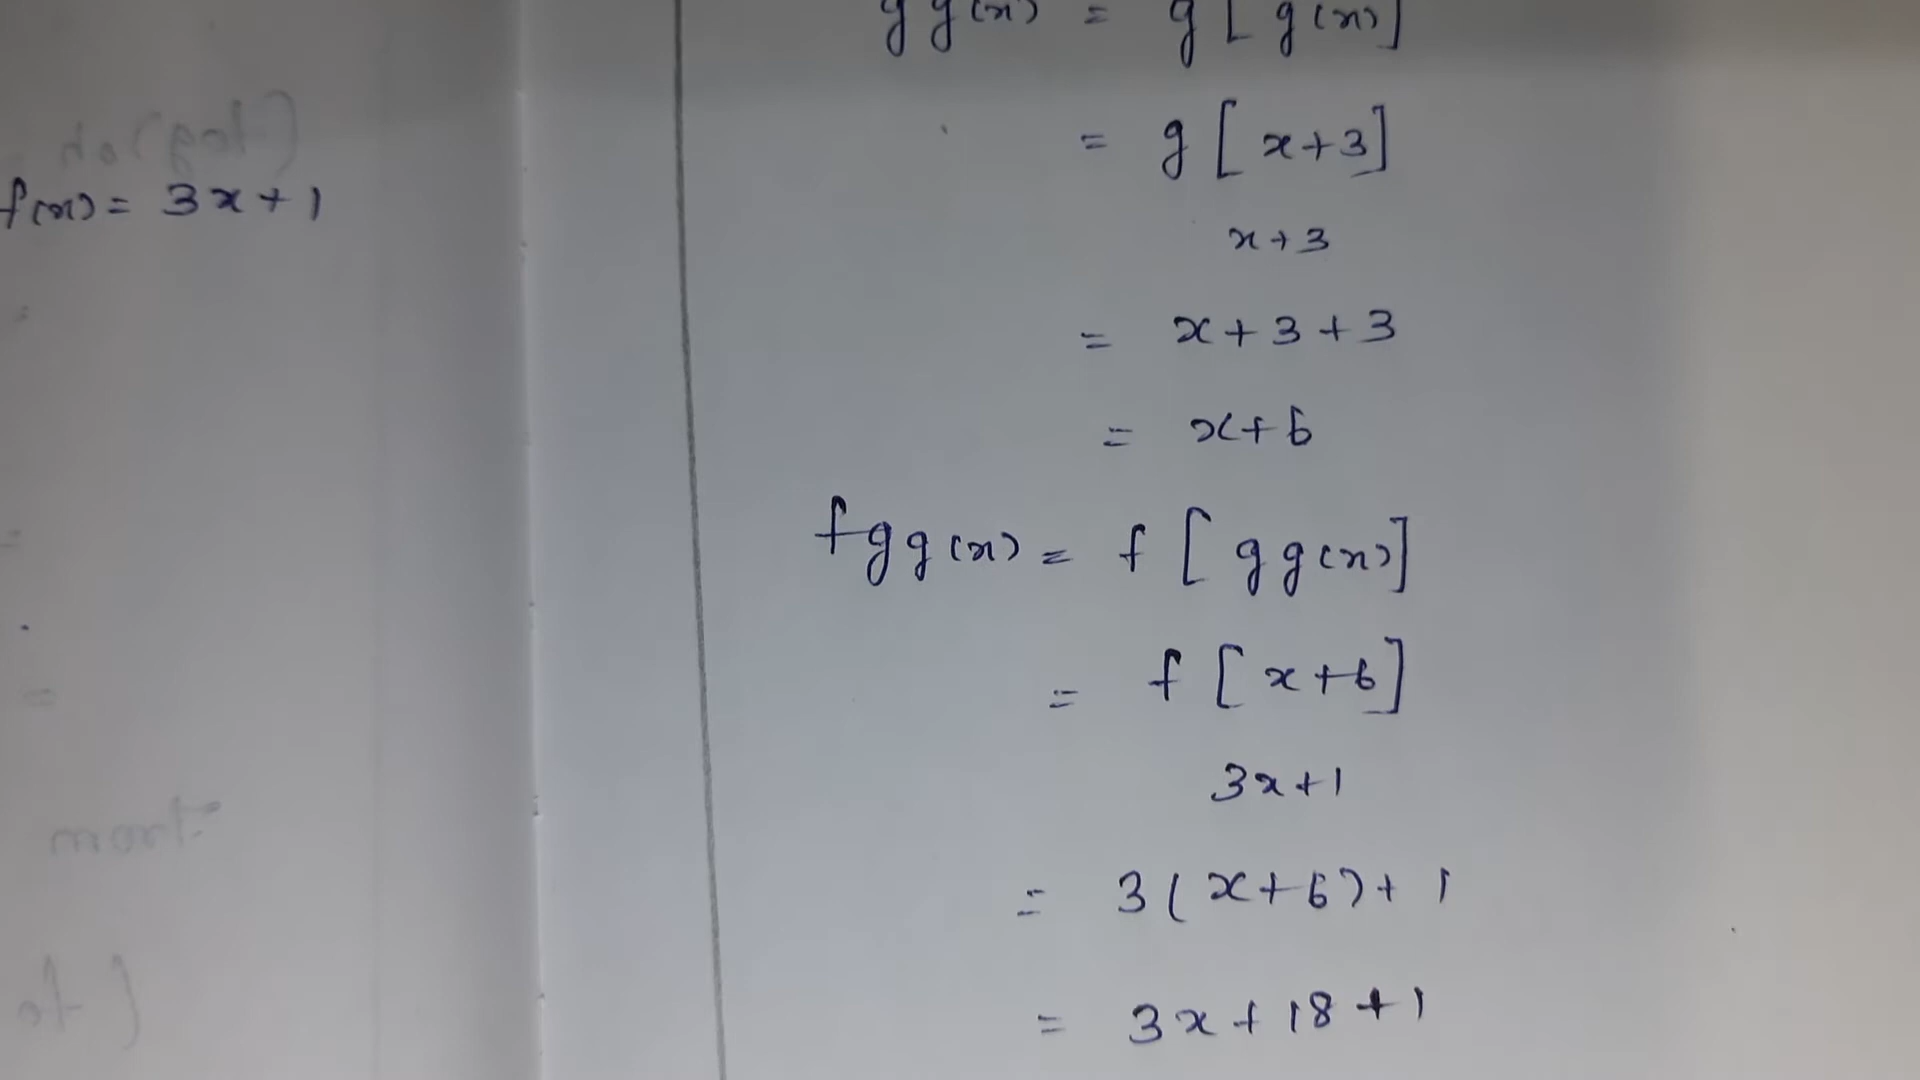 f(x) = 3x + 1
gg(x) = g[g(x)]
= g[x+3]
x+3
= x+3+3
= x+6
fgg(x) = f[gg(x)]
= f[x+6]
3x+1
= 3(x+6)+1
= 3x+18+1